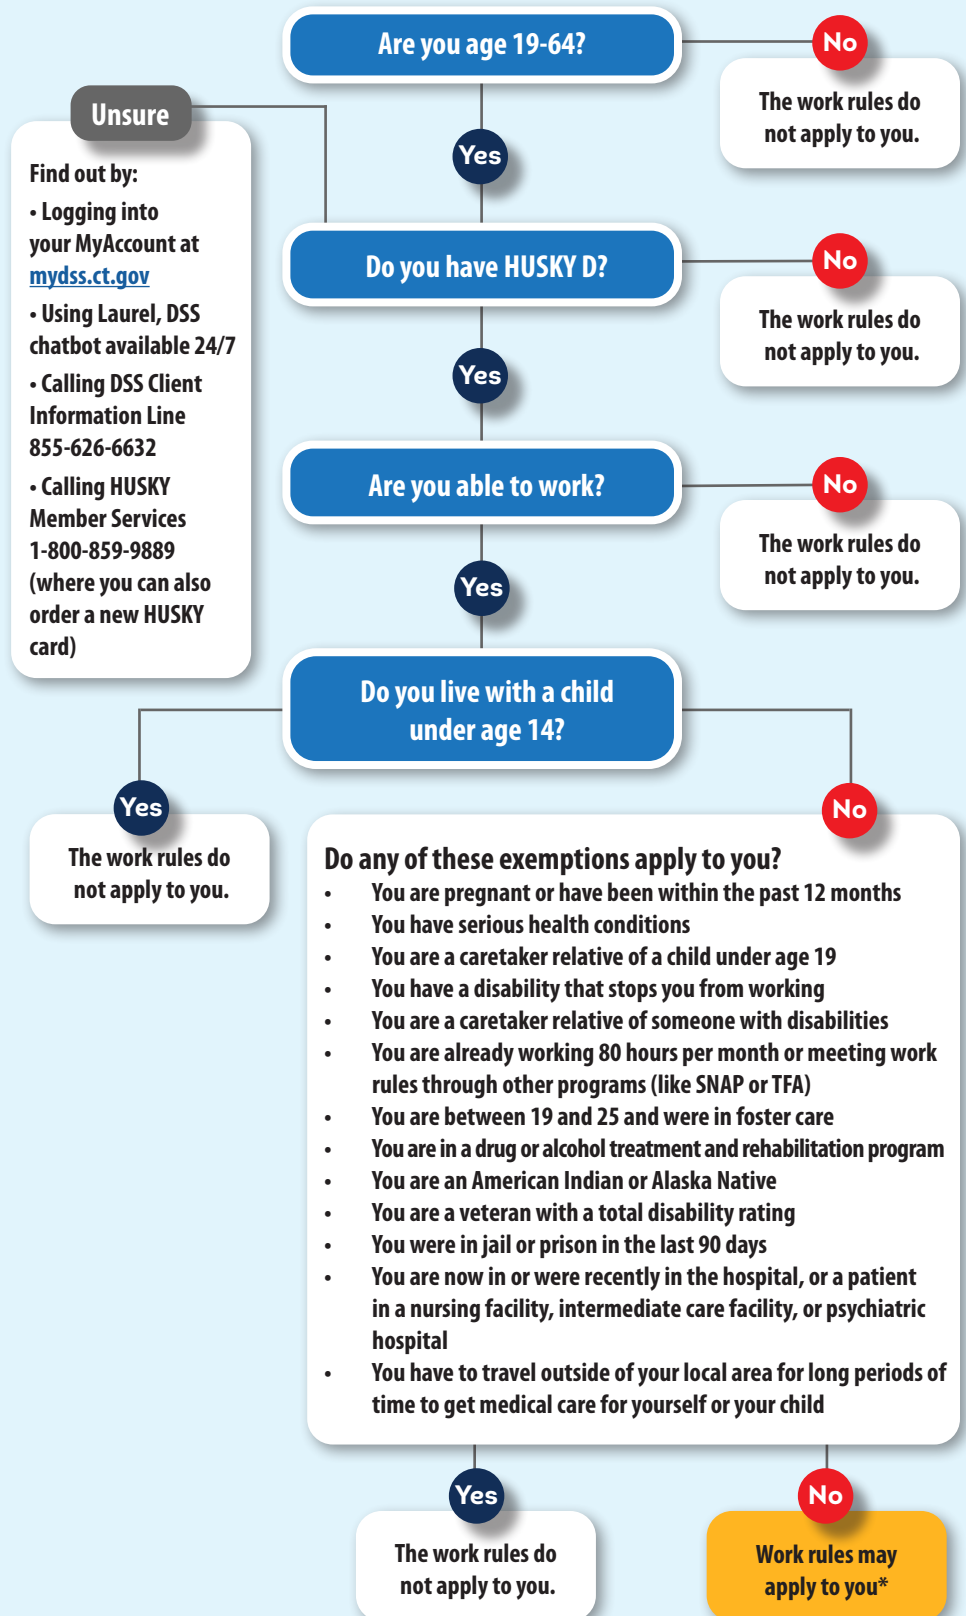 Are you age 19-64?
No
The work rules do
not apply to you.
Yes
Unsure
Find out by:
• Logging into
your MyAccount at
mydss.ct.gov
• Using Laurel, DSS
chatbot available 24/7
• Calling DSS Client
Information Line
855-626-6632
• Calling HUSKY
Member Services
1-800-859-9889
(where you can also
order a new HUSKY
card)
Do you have HUSKY D?
No
The work rules do
not apply to you.
Yes
Are you able to work?
No
The work rules do
not apply to you.
Yes
Do you live with a child
under age 14?
Yes
The work rules do
not apply to you.
No
Do any of these exemptions apply to you?
• You are pregnant or have been within the past 12 months
• You have serious health conditions
• You are a caretaker relative of a child under age 19
• You have a disability that stops you from working
• You are a caretaker relative of someone with disabilities
• You are already working 80 hours per month or meeting work
rules through other programs (like SNAP or TFA)
• You are between 19 and 25 and were in foster care
• You are in a drug or alcohol treatment and rehabilitation program
• You are an American Indian or Alaska Native
• You are a veteran with a total disability rating
• You were in jail or prison in the last 90 days
• You are now in or were recently in the hospital, or a patient
in a nursing facility, intermediate care facility, or psychiatric
hospital
• You have to travel outside of your local area for long periods of
time to get medical care for yourself or your child
Yes
The work rules do
not apply to you.
No
Work rules may
apply to you*